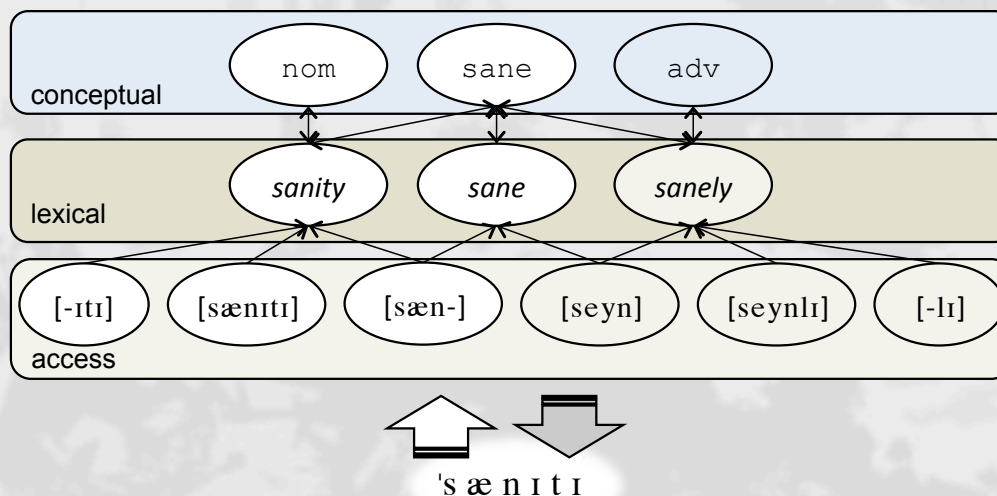 nom sane adv
conceptual
sanity sane sanely
lexical
[-ɪtɪ] [sænɪtɪ] [sæn-] [seyn] [seynlɪ] [-lɪ]
access
ˈs æ n ɪ t ɪ